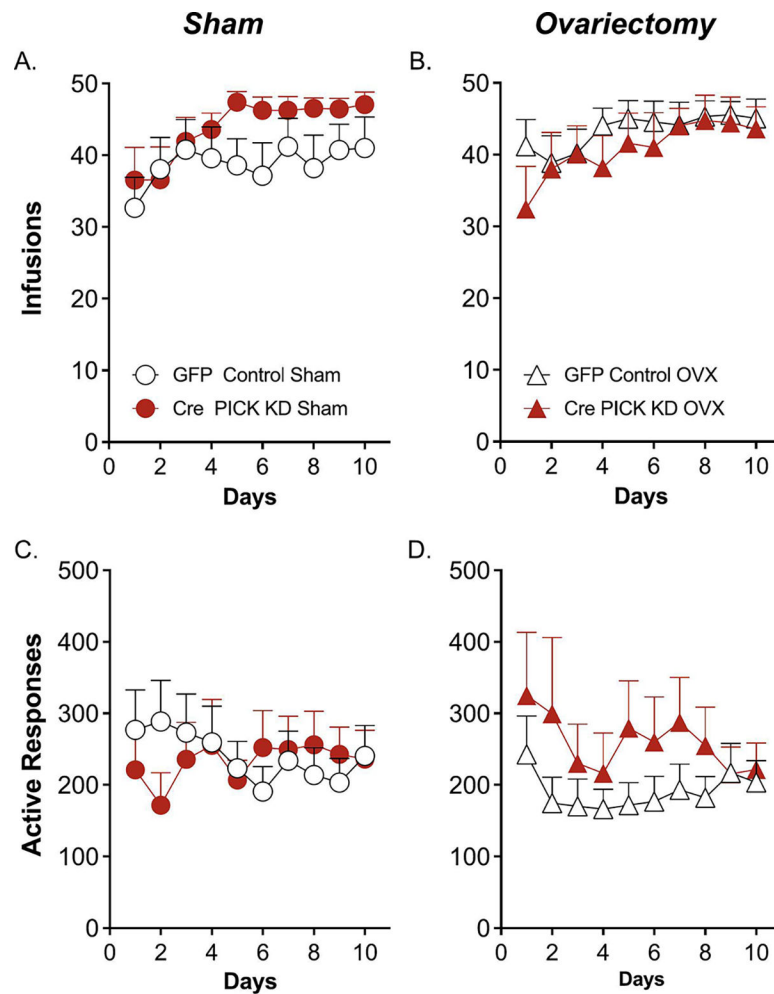 Sham
Ovariectomy
A.
50
40
30
20
10
0
Infusions
GFP Control Sham
Cre PICK KD Sham
0 2 4 6 8 10
Days
B.
50
40
30
20
10
0
GFP Control OVX
Cre PICK KD OVX
0 2 4 6 8 10
Days
C.
500
400
300
200
100
0
Active Responses
0 2 4 6 8 10
Days
D.
500
400
300
200
100
0
0 2 4 6 8 10
Days